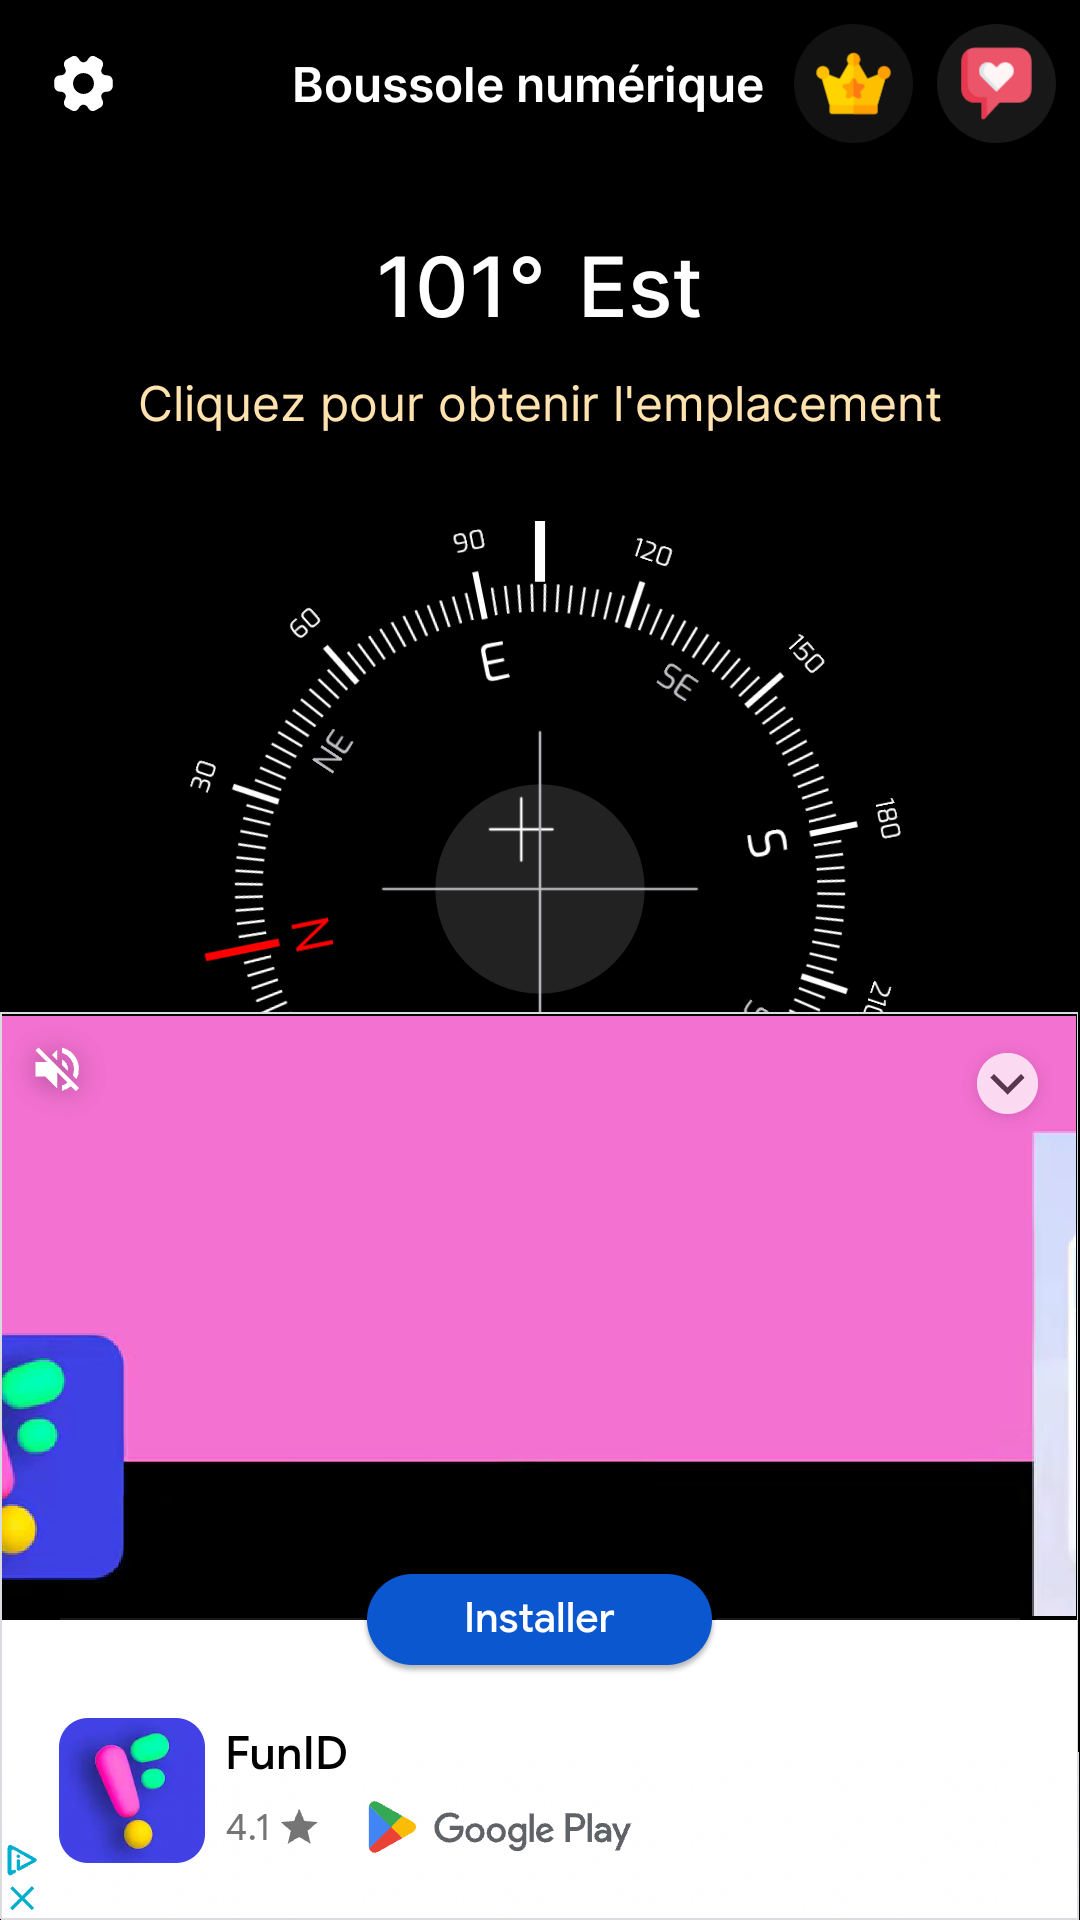 Boussole numérique
101° Est
Cliquez pour obtenir l'emplacement
90
120
60
150
E
SE
NE
30
180
S
N
210
Installer
FunID
4.1
Google Play